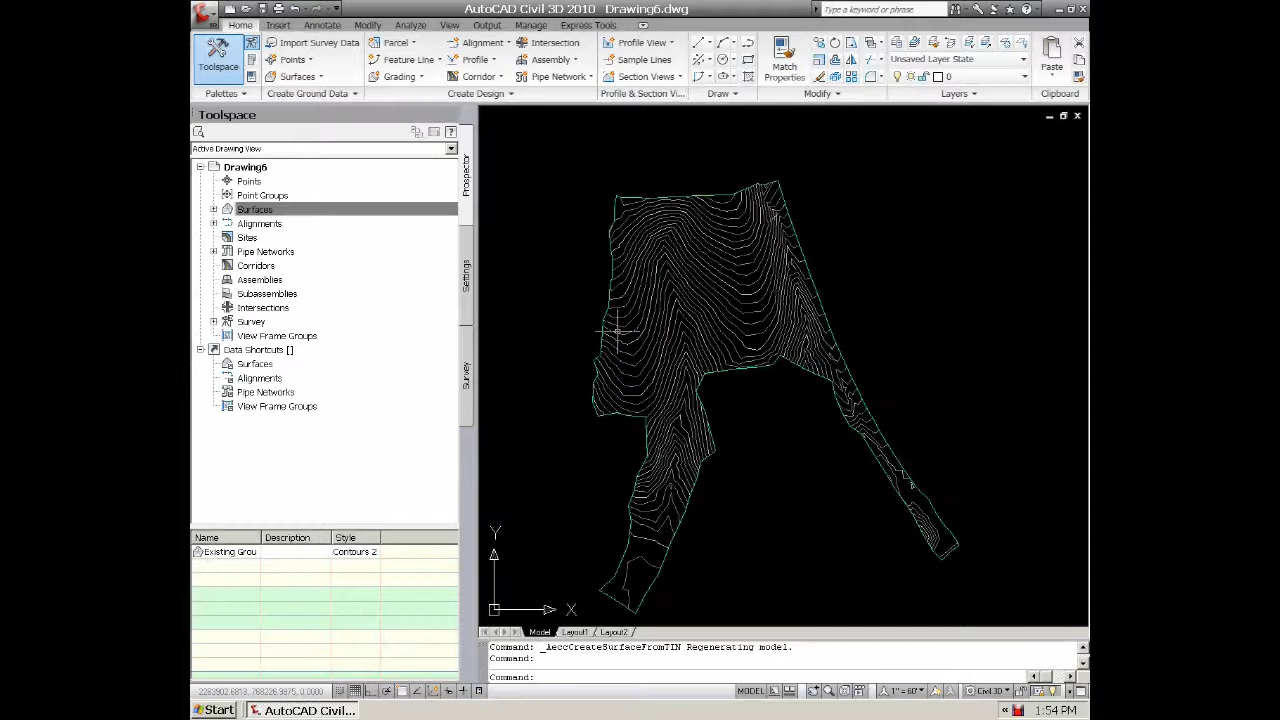 AutoCAD Civil 3D 2010 Drawing6.dwg
Type a keyword or phrase
Home Insert Annotate Modify Analyze View Output Manage Express Tools
Toolspace
Import Survey Data
Points
Surfaces
Parcel
Feature Line
Grading
Alignment
Profile
Corridor
Intersection
Assembly
Pipe Network
Profile View
Sample Lines
Section Views
Match
Properties
Unsaved Layer State
0
Paste
Palettes Create Ground Data Create Design Profile & Section Vi... Draw Modify Layers Clipboard
Toolspace
Active Drawing View
Drawing6
Points
Point Groups
Surfaces
Alignments
Sites
Pipe Networks
Corridors
Assemblies
Subassemblies
Intersections
Survey
View Frame Groups
Data Shortcuts []
Surfaces
Alignments
Pipe Networks
View Frame Groups
Prospector
Settings
Survey
Name Description Style
Existing Grou Contours 2
Y
X
Model Layout1 Layout2
Command: _AeccCreateSurfaceFromTIN Regenerating model.
Command:
Command:
MODEL 1" = 60' Civil 3D
Start AutoCAD Civil... 1:54 PM